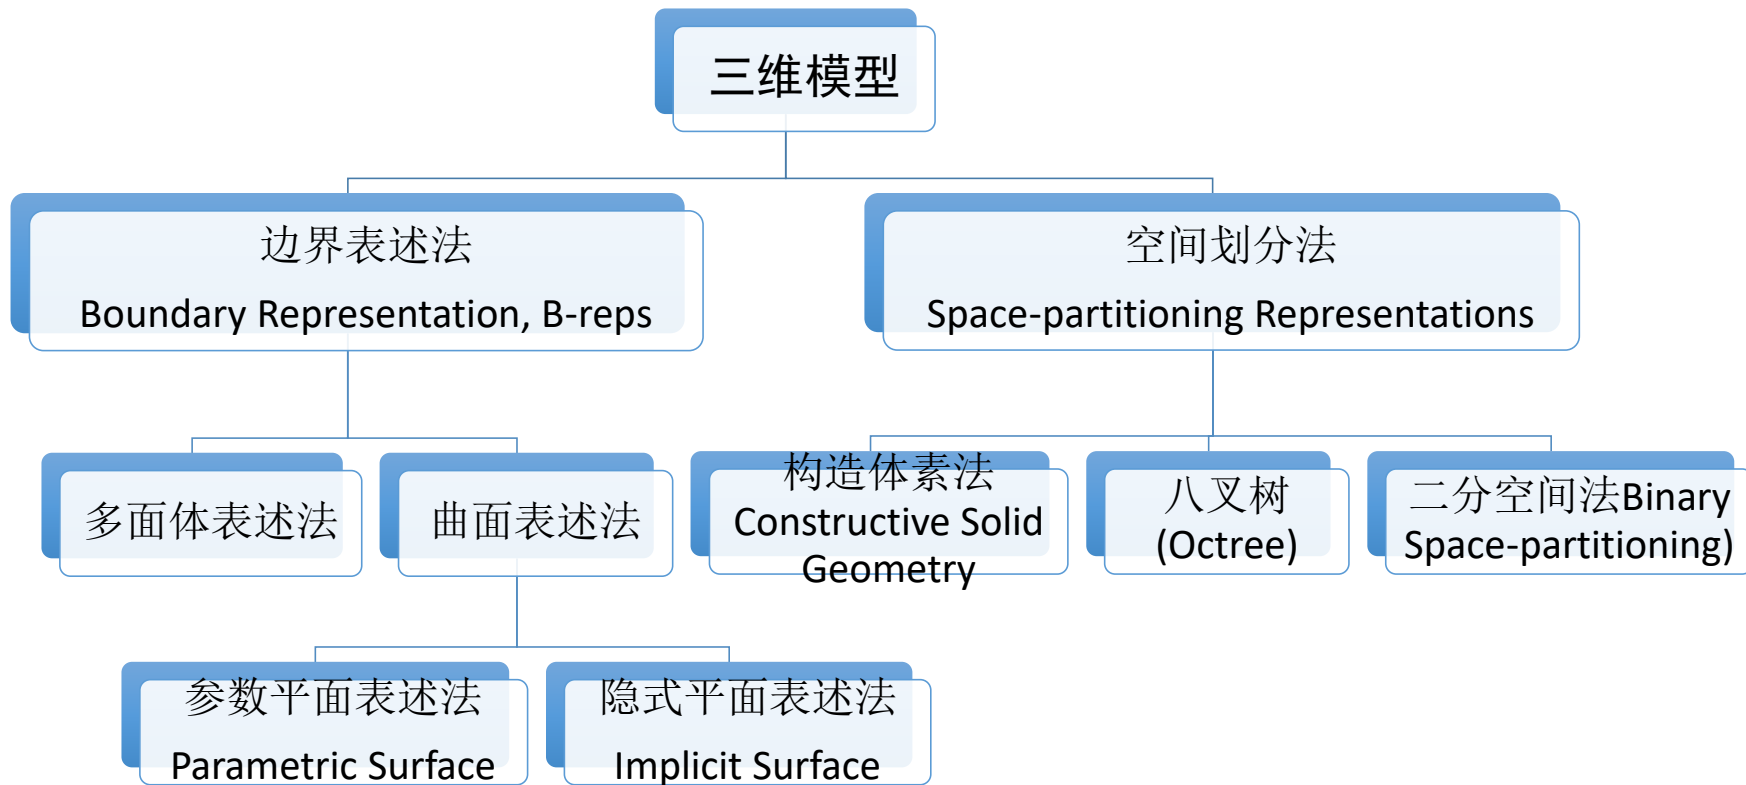 三维模型
边界表述法
Boundary Representation, B-reps
空间划分法
Space-partitioning Representations
多面体表述法
曲面表述法
构造体素法
Constructive Solid
Geometry
八叉树
(Octree)
二分空间法Binary
Space-partitioning)
参数平面表述法
Parametric Surface
隐式平面表述法
Implicit Surface